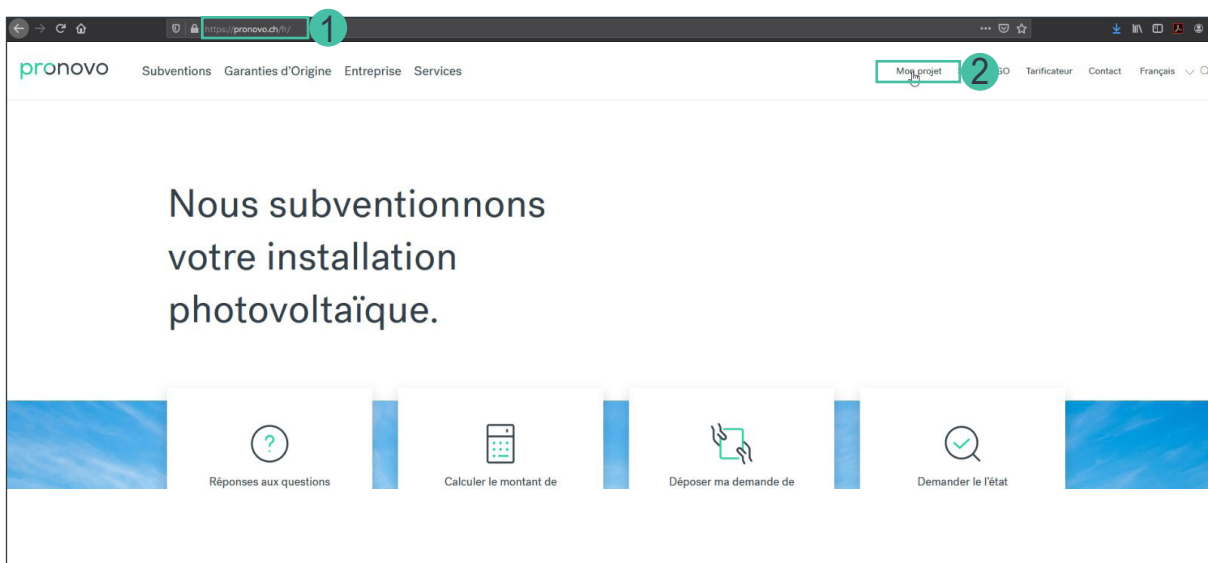 https://pronovo.ch/fr/
1
pronovo
Subventions Garanties d'Origine Entreprise Services
Mon projet 2 GO Tarificateur Contact Français
Nous subventionnons
votre installation
photovoltaïque.
?
Réponses aux questions
Calculer le montant de
Déposer ma demande de
Demander le l'état